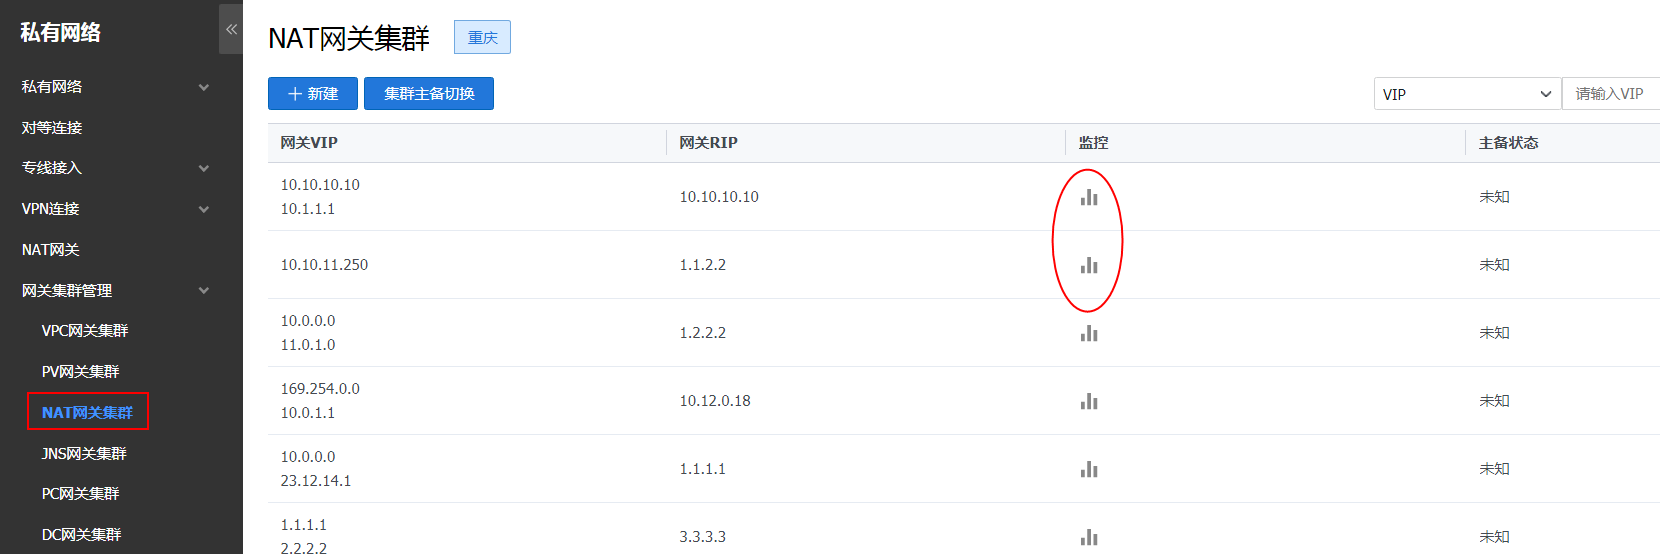 私有网络
«
私有网络
对等连接
专线接入
VPN连接
NAT网关
网关集群管理
VPC网关集群
PV网关集群
NAT网关集群
JNS网关集群
PC网关集群
DC网关集群
NAT网关集群 重庆
+ 新建 集群主备切换 VIP 请输入VIP
网关VIP 网关RIP 监控 主备状态
10.10.10.10
10.1.1.1
10.10.10.10 未知
10.10.11.250 1.1.2.2 未知
10.0.0.0
11.0.1.0
1.2.2.2 未知
169.254.0.0
10.0.1.1
10.12.0.18 未知
10.0.0.0
23.12.14.1
1.1.1.1 未知
1.1.1.1
2.2.2.2
3.3.3.3 未知